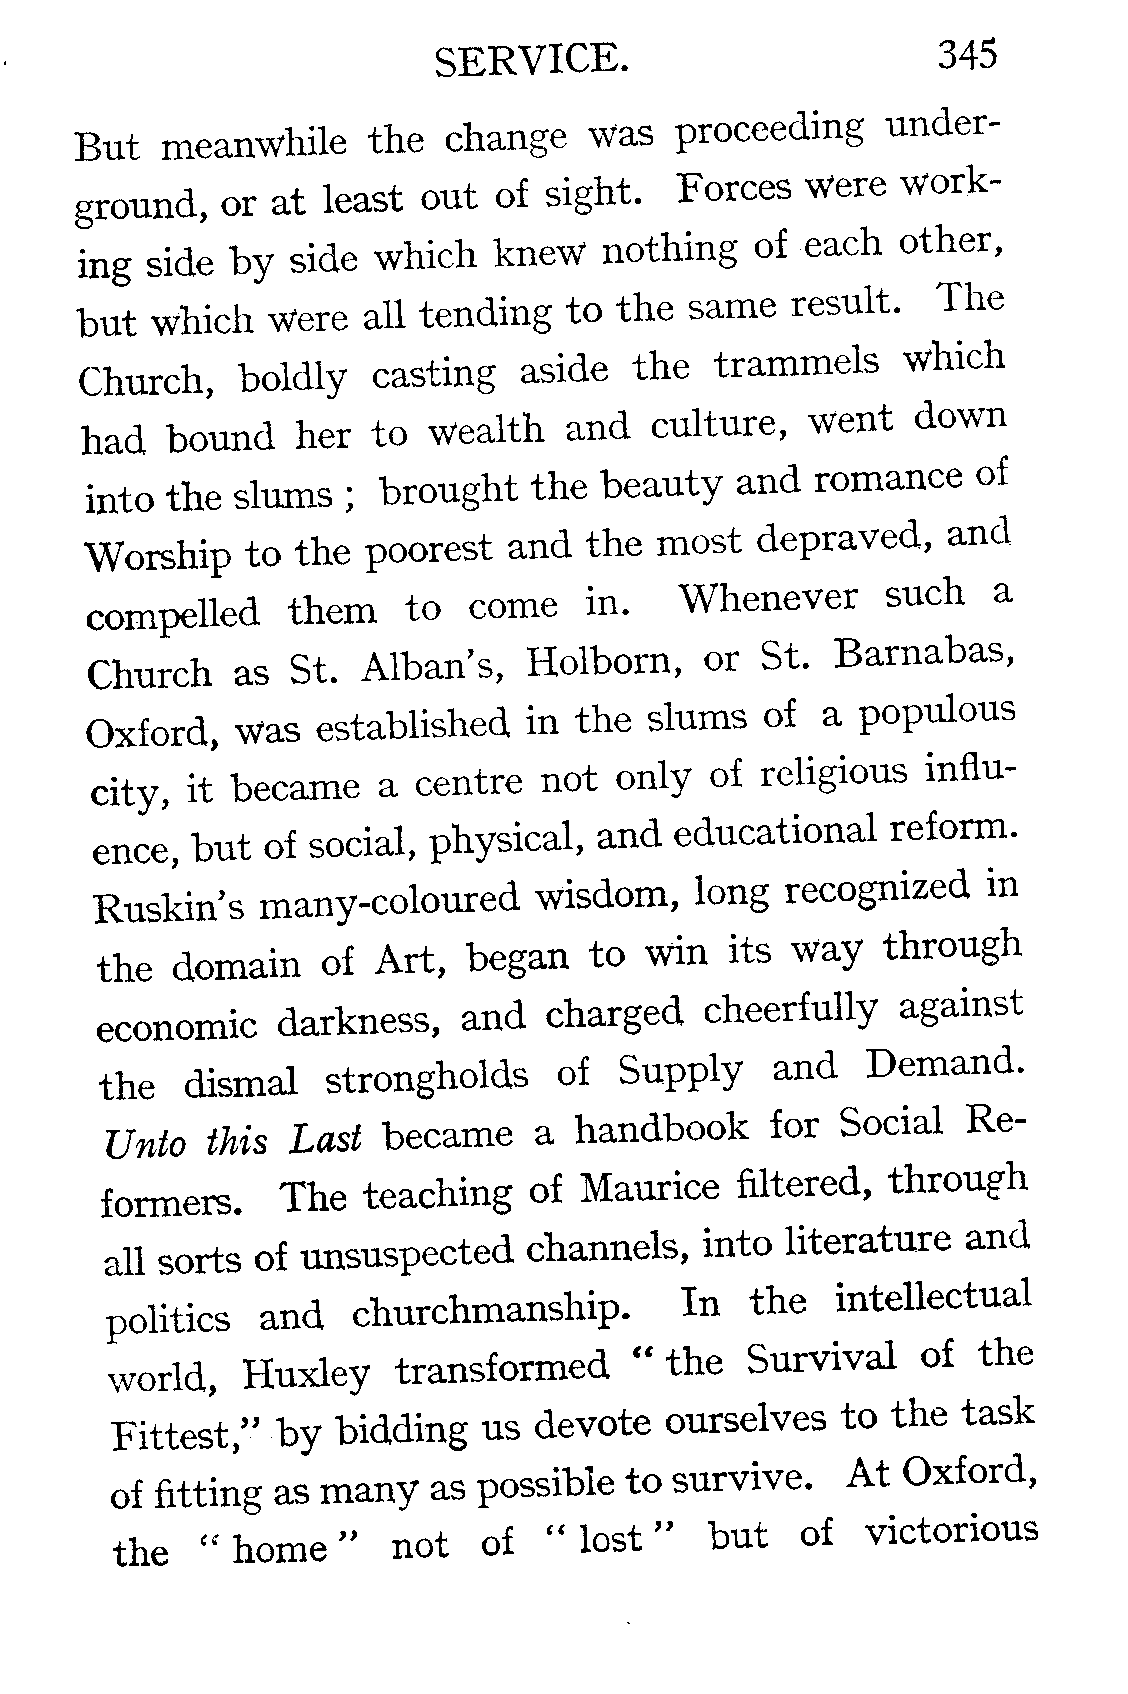 SERVICE. 345
But meanwhile the change was proceeding under-
ground, or at least out of sight. Forces were work-
ing side by side which knew nothing of each other,
but which were all tending to the same result. The
Church, boldly casting aside the trammels which
had bound her to wealth and culture, went down
into the slums ; brought the beauty and romance of
Worship to the poorest and the most depraved, and
compelled them to come in. Whenever such a
Church as St. Alban's, Holborn, or St. Barnabas,
Oxford, was established in the slums of a populous
city, it became a centre not only of religious influ-
ence, but of social, physical, and educational reform.
Ruskin's many-coloured wisdom, long recognized in
the domain of Art, began to win its way through
economic darkness, and charged cheerfully against
the dismal strongholds of Supply and Demand.
Unto this Last became a handbook for Social Re-
formers. The teaching of Maurice filtered, through
all sorts of unsuspected channels, into literature and
politics and churchmanship. In the intellectual
world, Huxley transformed “ the Survival of the
Fittest,” by bidding us devote ourselves to the task
of fitting as many as possible to survive. At Oxford,
the “ home ” not of “ lost ” but of victorious